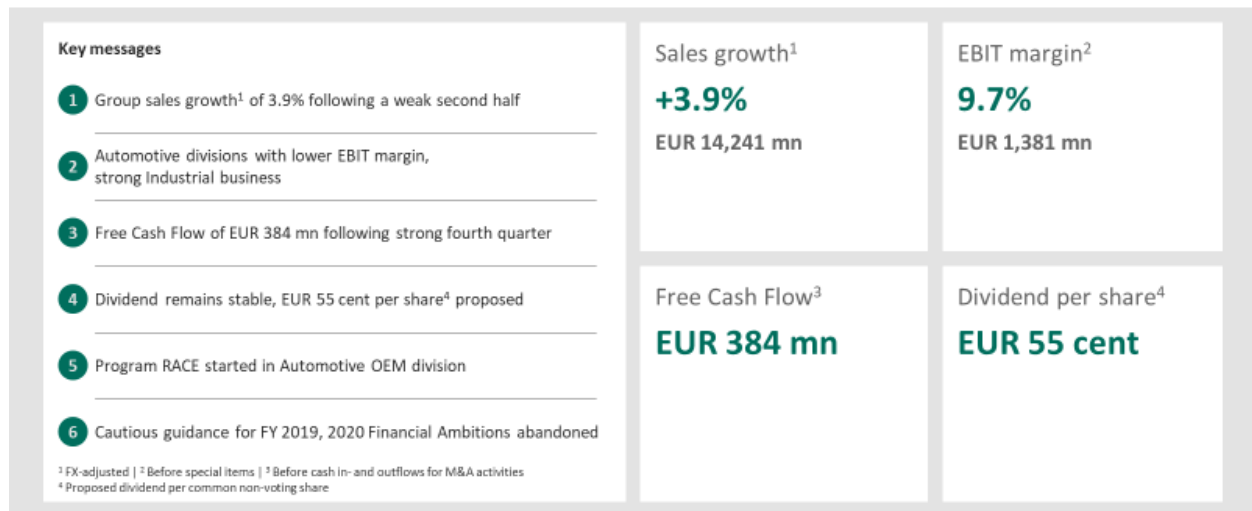 Key messages
1 Group sales growth¹ of 3.9% following a weak second half
2 Automotive divisions with lower EBIT margin,
strong Industrial business
3 Free Cash Flow of EUR 384 mn following strong fourth quarter
4 Dividend remains stable, EUR 55 cent per share⁴ proposed
5 Program RACE started in Automotive OEM division
6 Cautious guidance for FY 2019, 2020 Financial Ambitions abandoned
¹ FX-adjusted | ² Before special items | ³ Before cash in- and outflows for M&A activities
⁴ Proposed dividend per common non-voting share
Sales growth¹
+3.9%
EUR 14,241 mn
EBIT margin²
9.7%
EUR 1,381 mn
Free Cash Flow³
EUR 384 mn
Dividend per share⁴
EUR 55 cent